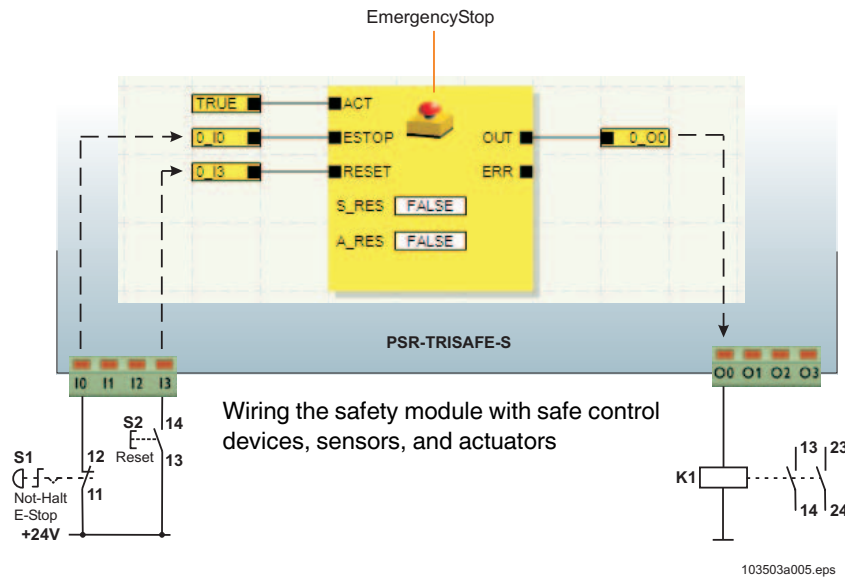 EmergencyStop
TRUE
ACT
0_I0
ESTOP
OUT
0_O0
0_I3
RESET
ERR
S_RES FALSE
A_RES FALSE
PSR-TRISAFE-S
I0 I1 I2 I3
O0 O1 O2 O3
Wiring the safety module with safe control
devices, sensors, and actuators
S2
14
Reset
13
S1
12
11
Not-Halt
E-Stop
+24V
K1
13 23
14 24
103503a005.eps